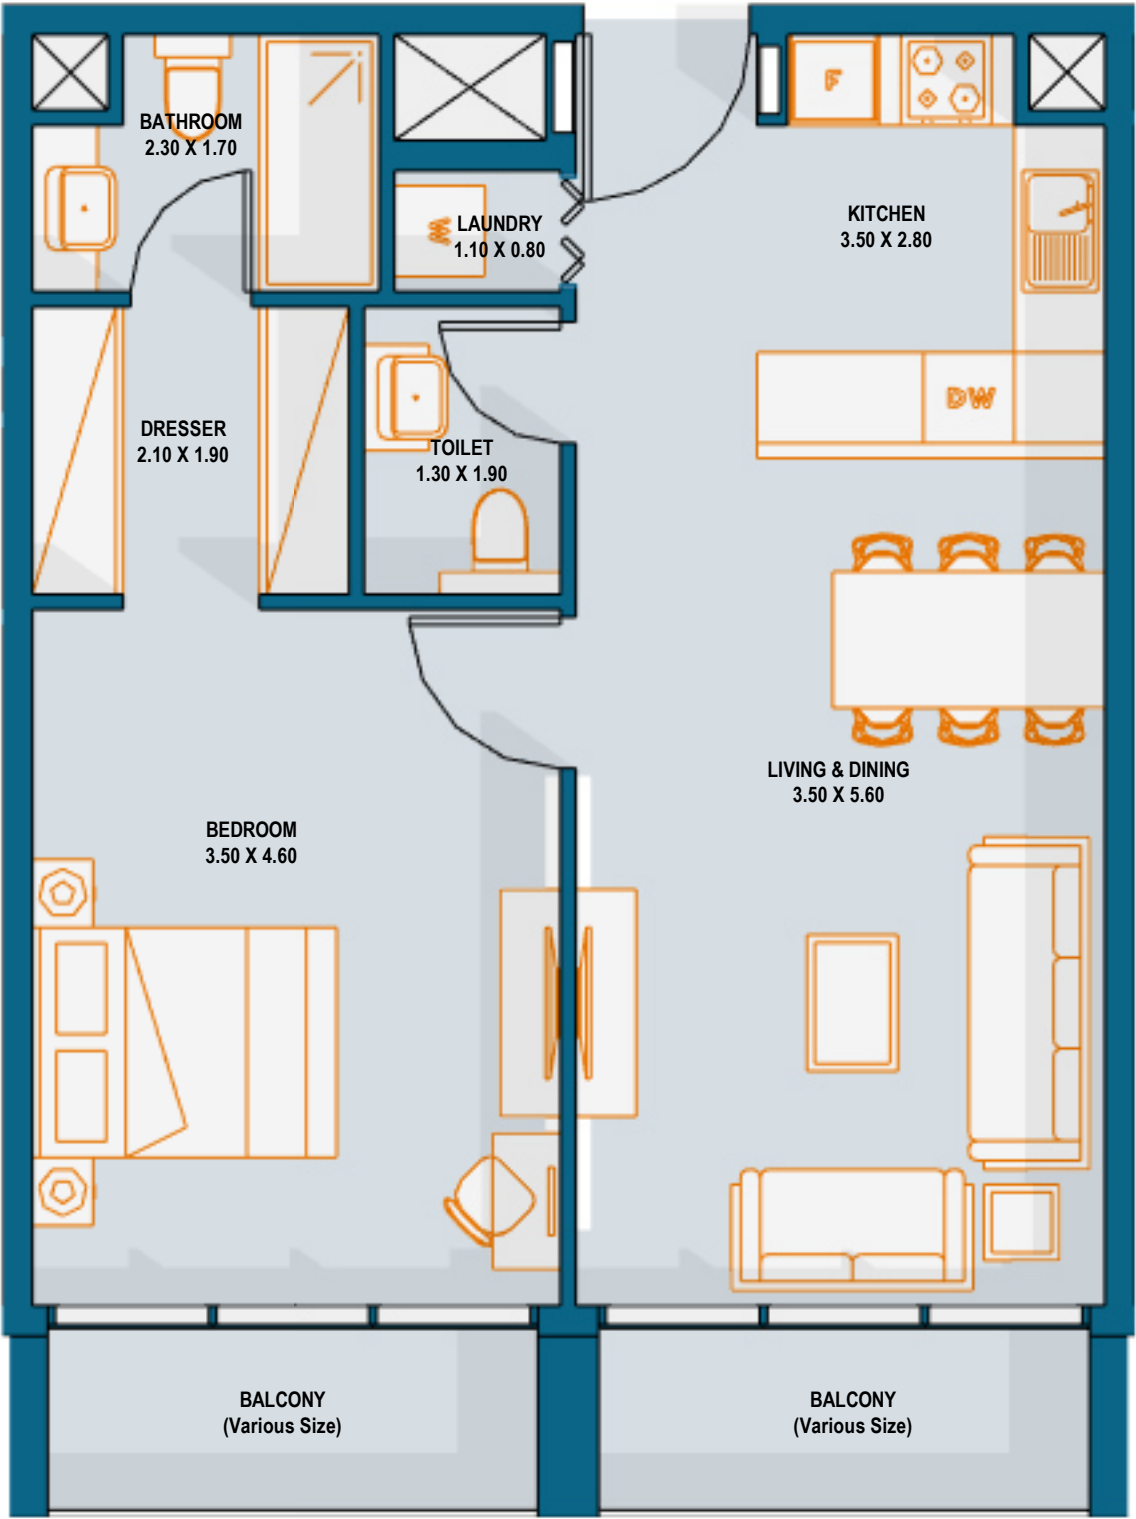 F
BATHROOM
2.30 X 1.70
LAUNDRY
1.10 X 0.80
W
KITCHEN
3.50 X 2.80
DW
DRESSER
2.10 X 1.90
TOILET
1.30 X 1.90
LIVING & DINING
3.50 X 5.60
BEDROOM
3.50 X 4.60
BALCONY
(Various Size)
BALCONY
(Various Size)